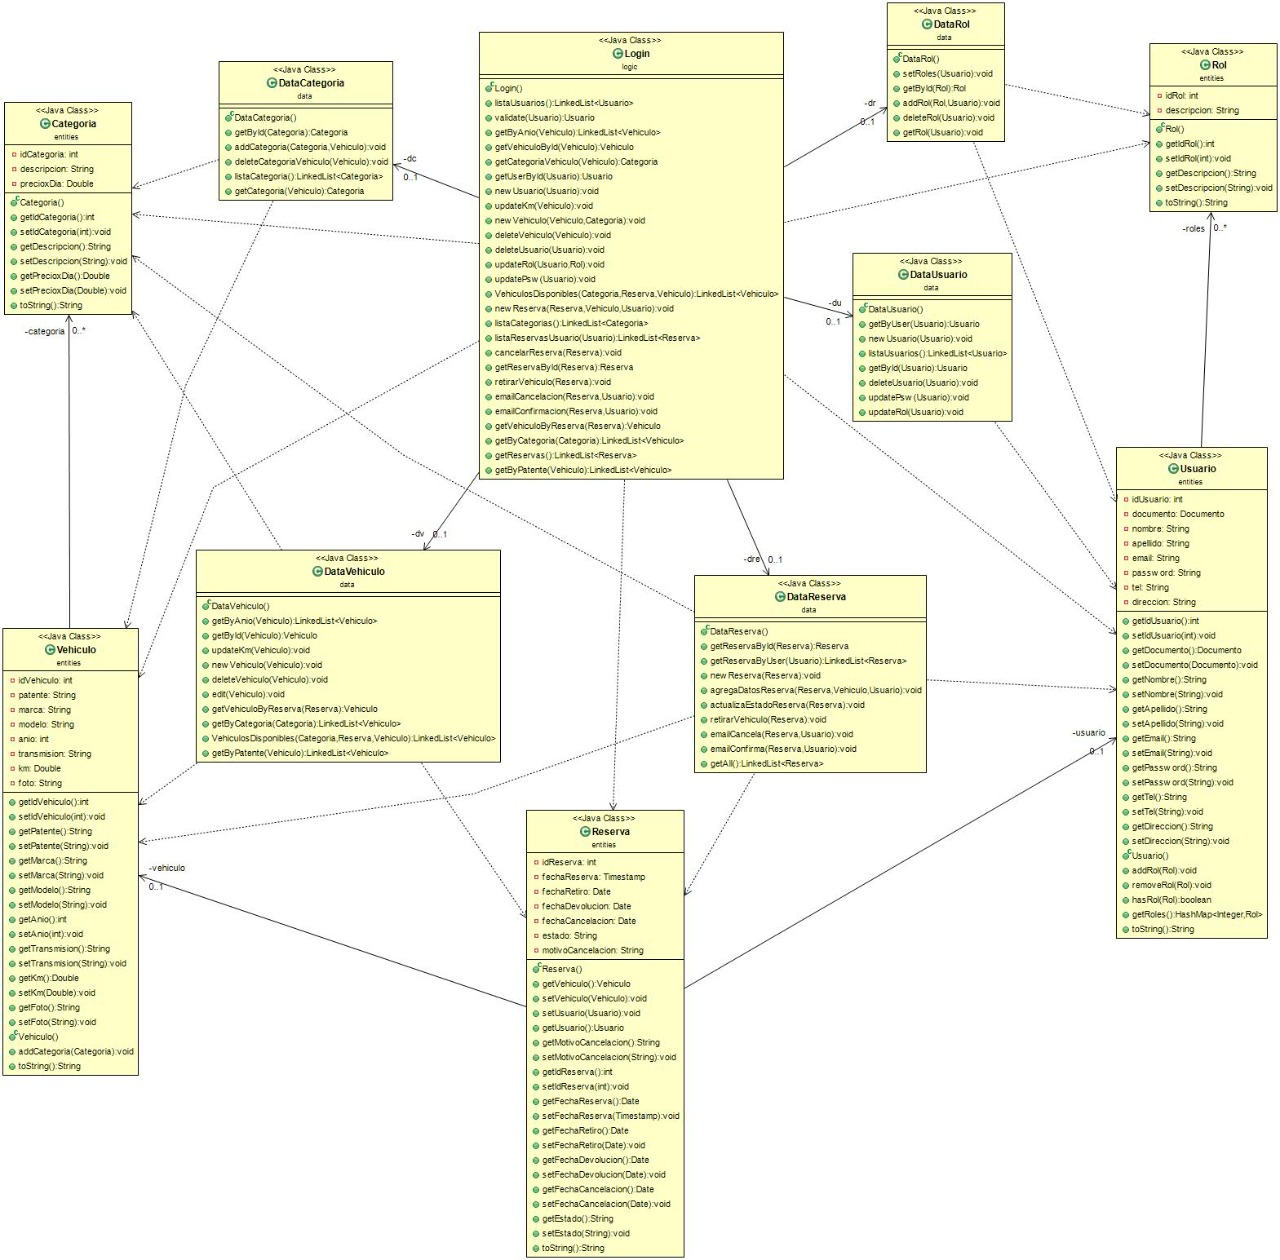 <<Java Class>>
DataRol
data
DataRol()
setRoles(Usuario):void
getById(Rol):Rol
addRol(Rol,Usuario):void
deleteRol(Usuario):void
getRol(Usuario):void
<<Java Class>>
Login
logic
Login()
listaUsuarios():LinkedList<Usuario>
validate(Usuario):Usuario
getByAnio(Vehiculo):LinkedList<Vehiculo>
getVehiculoById(Vehiculo):Vehiculo
getCategoriaVehiculo(Vehiculo):Categoria
getUserById(Usuario):Usuario
newUsuario(Usuario):void
updateKm(Vehiculo):void
newVehiculo(Vehiculo,Categoria):void
deleteVehiculo(Vehiculo):void
deleteUsuario(Usuario):void
updateRol(Usuario,Rol):void
updatePsw(Usuario):void
VehiculosDisponibles(Categoria,Reserva,Vehiculo):LinkedList<Vehiculo>
newReserva(Reserva,Vehiculo,Usuario):void
listaCategorias():LinkedList<Categoria>
listaReservasUsuario(Usuario):LinkedList<Reserva>
cancelarReserva(Reserva):void
getReservaById(Reserva):Reserva
retirarVehiculo(Reserva):void
emailCancelacion(Reserva,Usuario):void
emailConfirmacion(Reserva,Usuario):void
getVehiculoByReserva(Reserva):Vehiculo
getByCategoria(Categoria):LinkedList<Vehiculo>
getReservas():LinkedList<Reserva>
getByPatente(Vehiculo):LinkedList<Vehiculo>
<<Java Class>>
Rol
entities
idRol: int
descripcion: String
Rol()
getIdRol():int
setIdRol(int):void
getDescripcion():String
setDescripcion(String):void
toString():String
<<Java Class>>
DataCategoria
data
DataCategoria()
getById(Categoria):Categoria
addCategoria(Categoria,Vehiculo):void
deleteCategoriaVehiculo(Vehiculo):void
listaCategoria():LinkedList<Categoria>
getCategoria(Vehiculo):Categoria
<<Java Class>>
Categoria
entities
idCategoria: int
descripcion: String
precioxDia: Double
Categoria()
getIdCategoria():int
setIdCategoria(int):void
getDescripcion():String
setDescripcion(String):void
getPrecioxDia():Double
setPrecioxDia(Double):void
toString():String
-dr
0..1
-dc
0..1
-roles 0..*
<<Java Class>>
DataUsuario
data
DataUsuario()
getByUser(Usuario):Usuario
newUsuario(Usuario):void
listaUsuarios():LinkedList<Usuario>
getById(Usuario):Usuario
deleteUsuario(Usuario):void
updatePsw(Usuario):void
updateRol(Usuario):void
-du
0..1
-categoria 0..*
<<Java Class>>
Usuario
entities
idUsuario: int
documento: Documento
nombre: String
apellido: String
email: String
password: String
tel: String
direccion: String
getIdUsuario():int
setIdUsuario(int):void
getDocumento():Documento
setDocumento(Documento):void
getNombre():String
setNombre(String):void
getApellido():String
setApellido(String):void
getEmail():String
setEmail(String):void
getPassword():String
setPassword(String):void
getTel():String
setTel(String):void
getDireccion():String
setDireccion(String):void
Usuario()
addRol(Rol):void
removeRol(Rol):void
hasRol(Rol):boolean
getRoles():HashMap<Integer,Rol>
toString():String
-dv 0..1
-dre 0..1
<<Java Class>>
DataVehiculo
data
DataVehiculo()
getByAnio(Vehiculo):LinkedList<Vehiculo>
getById(Vehiculo):Vehiculo
updateKm(Vehiculo):void
newVehiculo(Vehiculo):void
deleteVehiculo(Vehiculo):void
edit(Vehiculo):void
getVehiculoByReserva(Reserva):Vehiculo
getByCategoria(Categoria):LinkedList<Vehiculo>
VehiculosDisponibles(Categoria,Reserva,Vehiculo):LinkedList<Vehiculo>
getByPatente(Vehiculo):LinkedList<Vehiculo>
<<Java Class>>
DataReserva
data
DataReserva()
getReservaById(Reserva):Reserva
getReservaByUser(Usuario):LinkedList<Reserva>
newReserva(Reserva):void
agregaDatosReserva(Reserva,Vehiculo,Usuario):void
actualizaEstadoReserva(Reserva):void
retirarVehiculo(Reserva):void
emailCancela(Reserva,Usuario):void
emailConfirma(Reserva,Usuario):void
getAll():LinkedList<Reserva>
<<Java Class>>
Vehiculo
entities
idVehiculo: int
patente: String
marca: String
modelo: String
anio: int
transmision: String
km: Double
foto: String
getIdVehiculo():int
setIdVehiculo(int):void
getPatente():String
setPatente(String):void
getMarca():String
setMarca(String):void
getModelo():String
setModelo(String):void
getAnio():int
setAnio(int):void
getTransmision():String
setTransmision(String):void
getKm():Double
setKm(Double):void
getFoto():String
setFoto(String):void
Vehiculo()
addCategoria(Categoria):void
toString():String
-usuario
0..1
-vehiculo
0..1
<<Java Class>>
Reserva
entities
idReserva: int
fechaReserva: Timestamp
fechaRetiro: Date
fechaDevolucion: Date
fechaCancelacion: Date
estado: String
motivoCancelacion: String
Reserva()
getVehiculo():Vehiculo
setVehiculo(Vehiculo):void
setUsuario(Usuario):void
getUsuario():Usuario
getMotivoCancelacion():String
setMotivoCancelacion(String):void
getIdReserva():int
setIdReserva(int):void
getFechaReserva():Date
setFechaReserva(Timestamp):void
getFechaRetiro():Date
setFechaRetiro(Date):void
getFechaDevolucion():Date
setFechaDevolucion(Date):void
getFechaCancelacion():Date
setFechaCancelacion(Date):void
getEstado():String
setEstado(String):void
toString():String